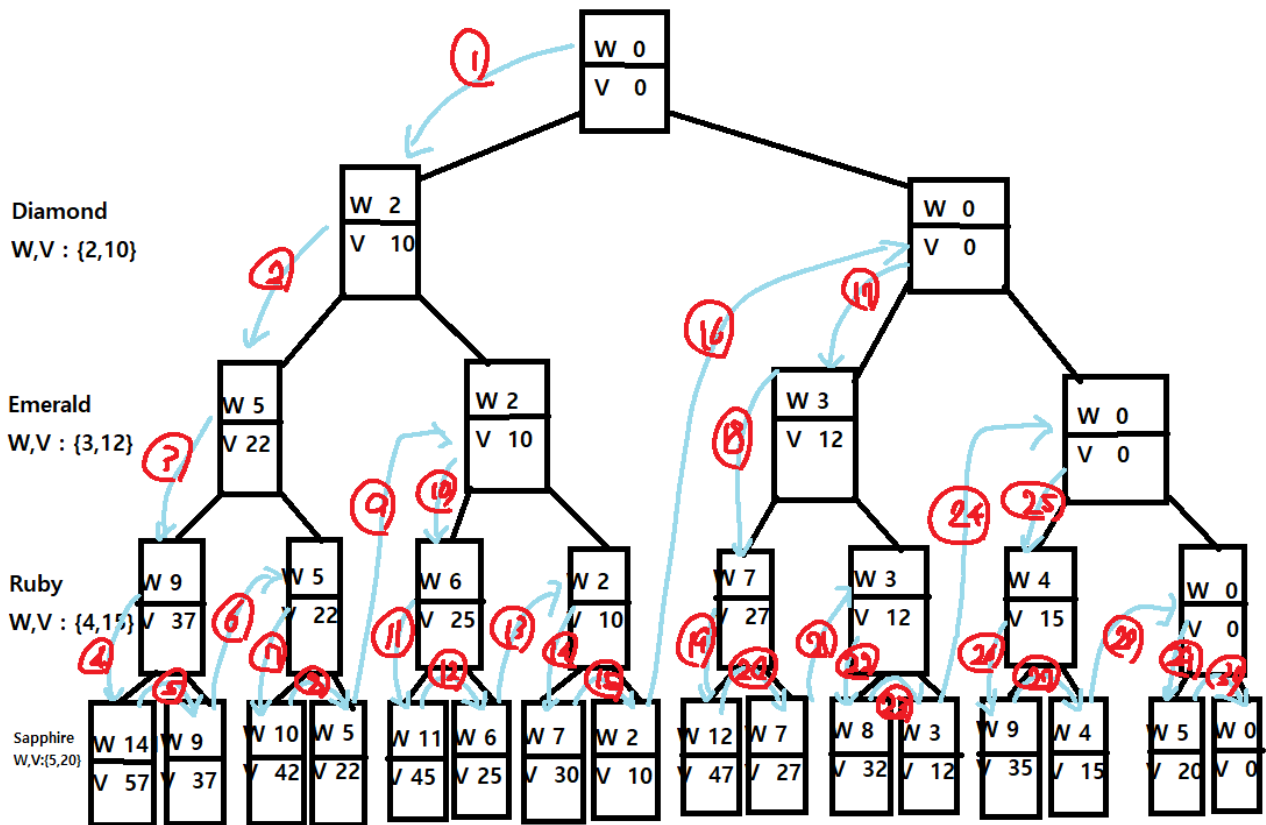 W 0
V 0
1
Diamond
W,V : {2,10}
W 2
V 10
W 0
V 0
2
16
17
Emerald
W,V : {3,12}
W 5
V 22
W 2
V 10
W 3
V 12
W 0
V 0
3
9
10
18
24
25
Ruby
W,V : {4,15}
W 9
V 37
W 5
V 22
W 6
V 25
W 2
V 10
W 7
V 27
W 3
V 12
W 4
V 15
W 0
V 0
4
5
6
7
11
12
13
14
15
19
20
21
22
23
26
27
Sapphire
W,V:{5,20}
W 14
V 57
W 9
V 37
W 10
V 42
W 5
V 22
W 11
V 45
W 6
V 25
W 7
V 30
W 2
V 10
W 12
V 47
W 7
V 27
W 8
V 32
W 3
V 12
W 9
V 35
W 4
V 15
W 5
V 20
W 0
V 0